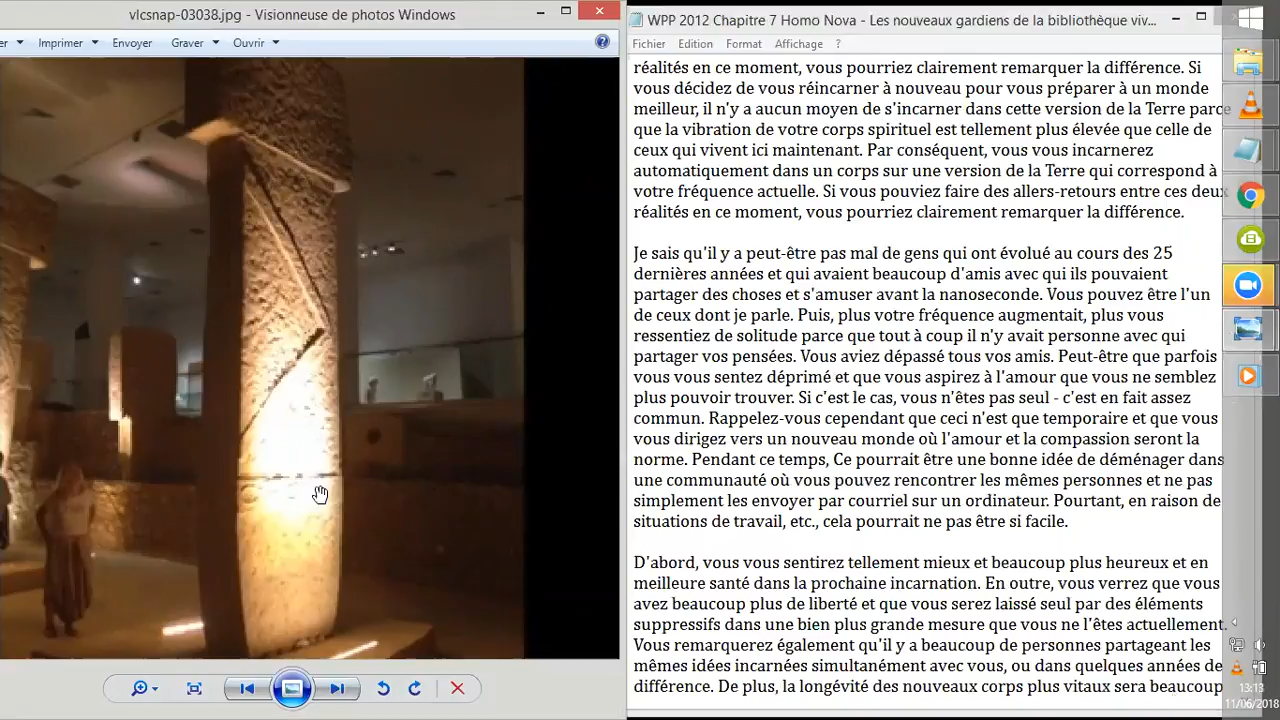 vlcsnap-03038.jpg - Visionneuse de photos Windows
er
Imprimer
Envoyer
Graver
Ouvrir
?
WPP 2012 Chapitre 7 Homo Nova - Les nouveaux gardiens de la bibliothèque viv...
Fichier Edition Format Affichage ?
réalités en ce moment, vous pourriez clairement remarquer la différence. Si
vous décidez de vous réincarner à nouveau pour vous préparer à un monde
meilleur, il n'y a aucun moyen de s'incarner dans cette version de la Terre parce
que la vibration de votre corps spirituel est tellement plus élevée que celle de
ceux qui vivent ici maintenant. Par conséquent, vous vous incarnerez
automatiquement dans un corps sur une version de la Terre qui correspond à
votre fréquence actuelle. Si vous pouviez faire des allers-retours entre ces deux
réalités en ce moment, vous pourriez clairement remarquer la différence.
Je sais qu'il y a peut-être pas mal de gens qui ont évolué au cours des 25
dernières années et qui avaient beaucoup d'amis avec qui ils pouvaient
partager des choses et s'amuser avant la nanoseconde. Vous pouvez être l'un
de ceux dont je parle. Puis, plus votre fréquence augmentait, plus vous
ressentiez de solitude parce que tout à coup il n'y avait personne avec qui
partager vos pensées. Vous aviez dépassé tous vos amis. Peut-être que parfois
vous vous sentez déprimé et que vous aspirez à l'amour que vous ne semblez
plus pouvoir trouver. Si c'est le cas, vous n'êtes pas seul - c'est en fait assez
commun. Rappelez-vous cependant que ceci n'est que temporaire et que vous
vous dirigez vers un nouveau monde où l'amour et la compassion seront la
norme. Pendant ce temps, Ce pourrait être une bonne idée de déménager dans
une communauté où vous pouvez rencontrer les mêmes personnes et ne pas
simplement les envoyer par courriel sur un ordinateur. Pourtant, en raison de
situations de travail, etc., cela pourrait ne pas être si facile.
D'abord, vous vous sentirez tellement mieux et beaucoup plus heureux et en
meilleure santé dans la prochaine incarnation. En outre, vous verrez que vous
avez beaucoup plus de liberté et que vous serez laissé seul par des éléments
suppressifs dans une bien plus grande mesure que vous ne l'êtes actuellement.
Vous remarquerez également qu'il y a beaucoup de personnes partageant les
mêmes idées incarnées simultanément avec vous, ou dans quelques années de
différence. De plus, la longévité des nouveaux corps plus vitaux sera beaucoup
13:13
11/06/2018